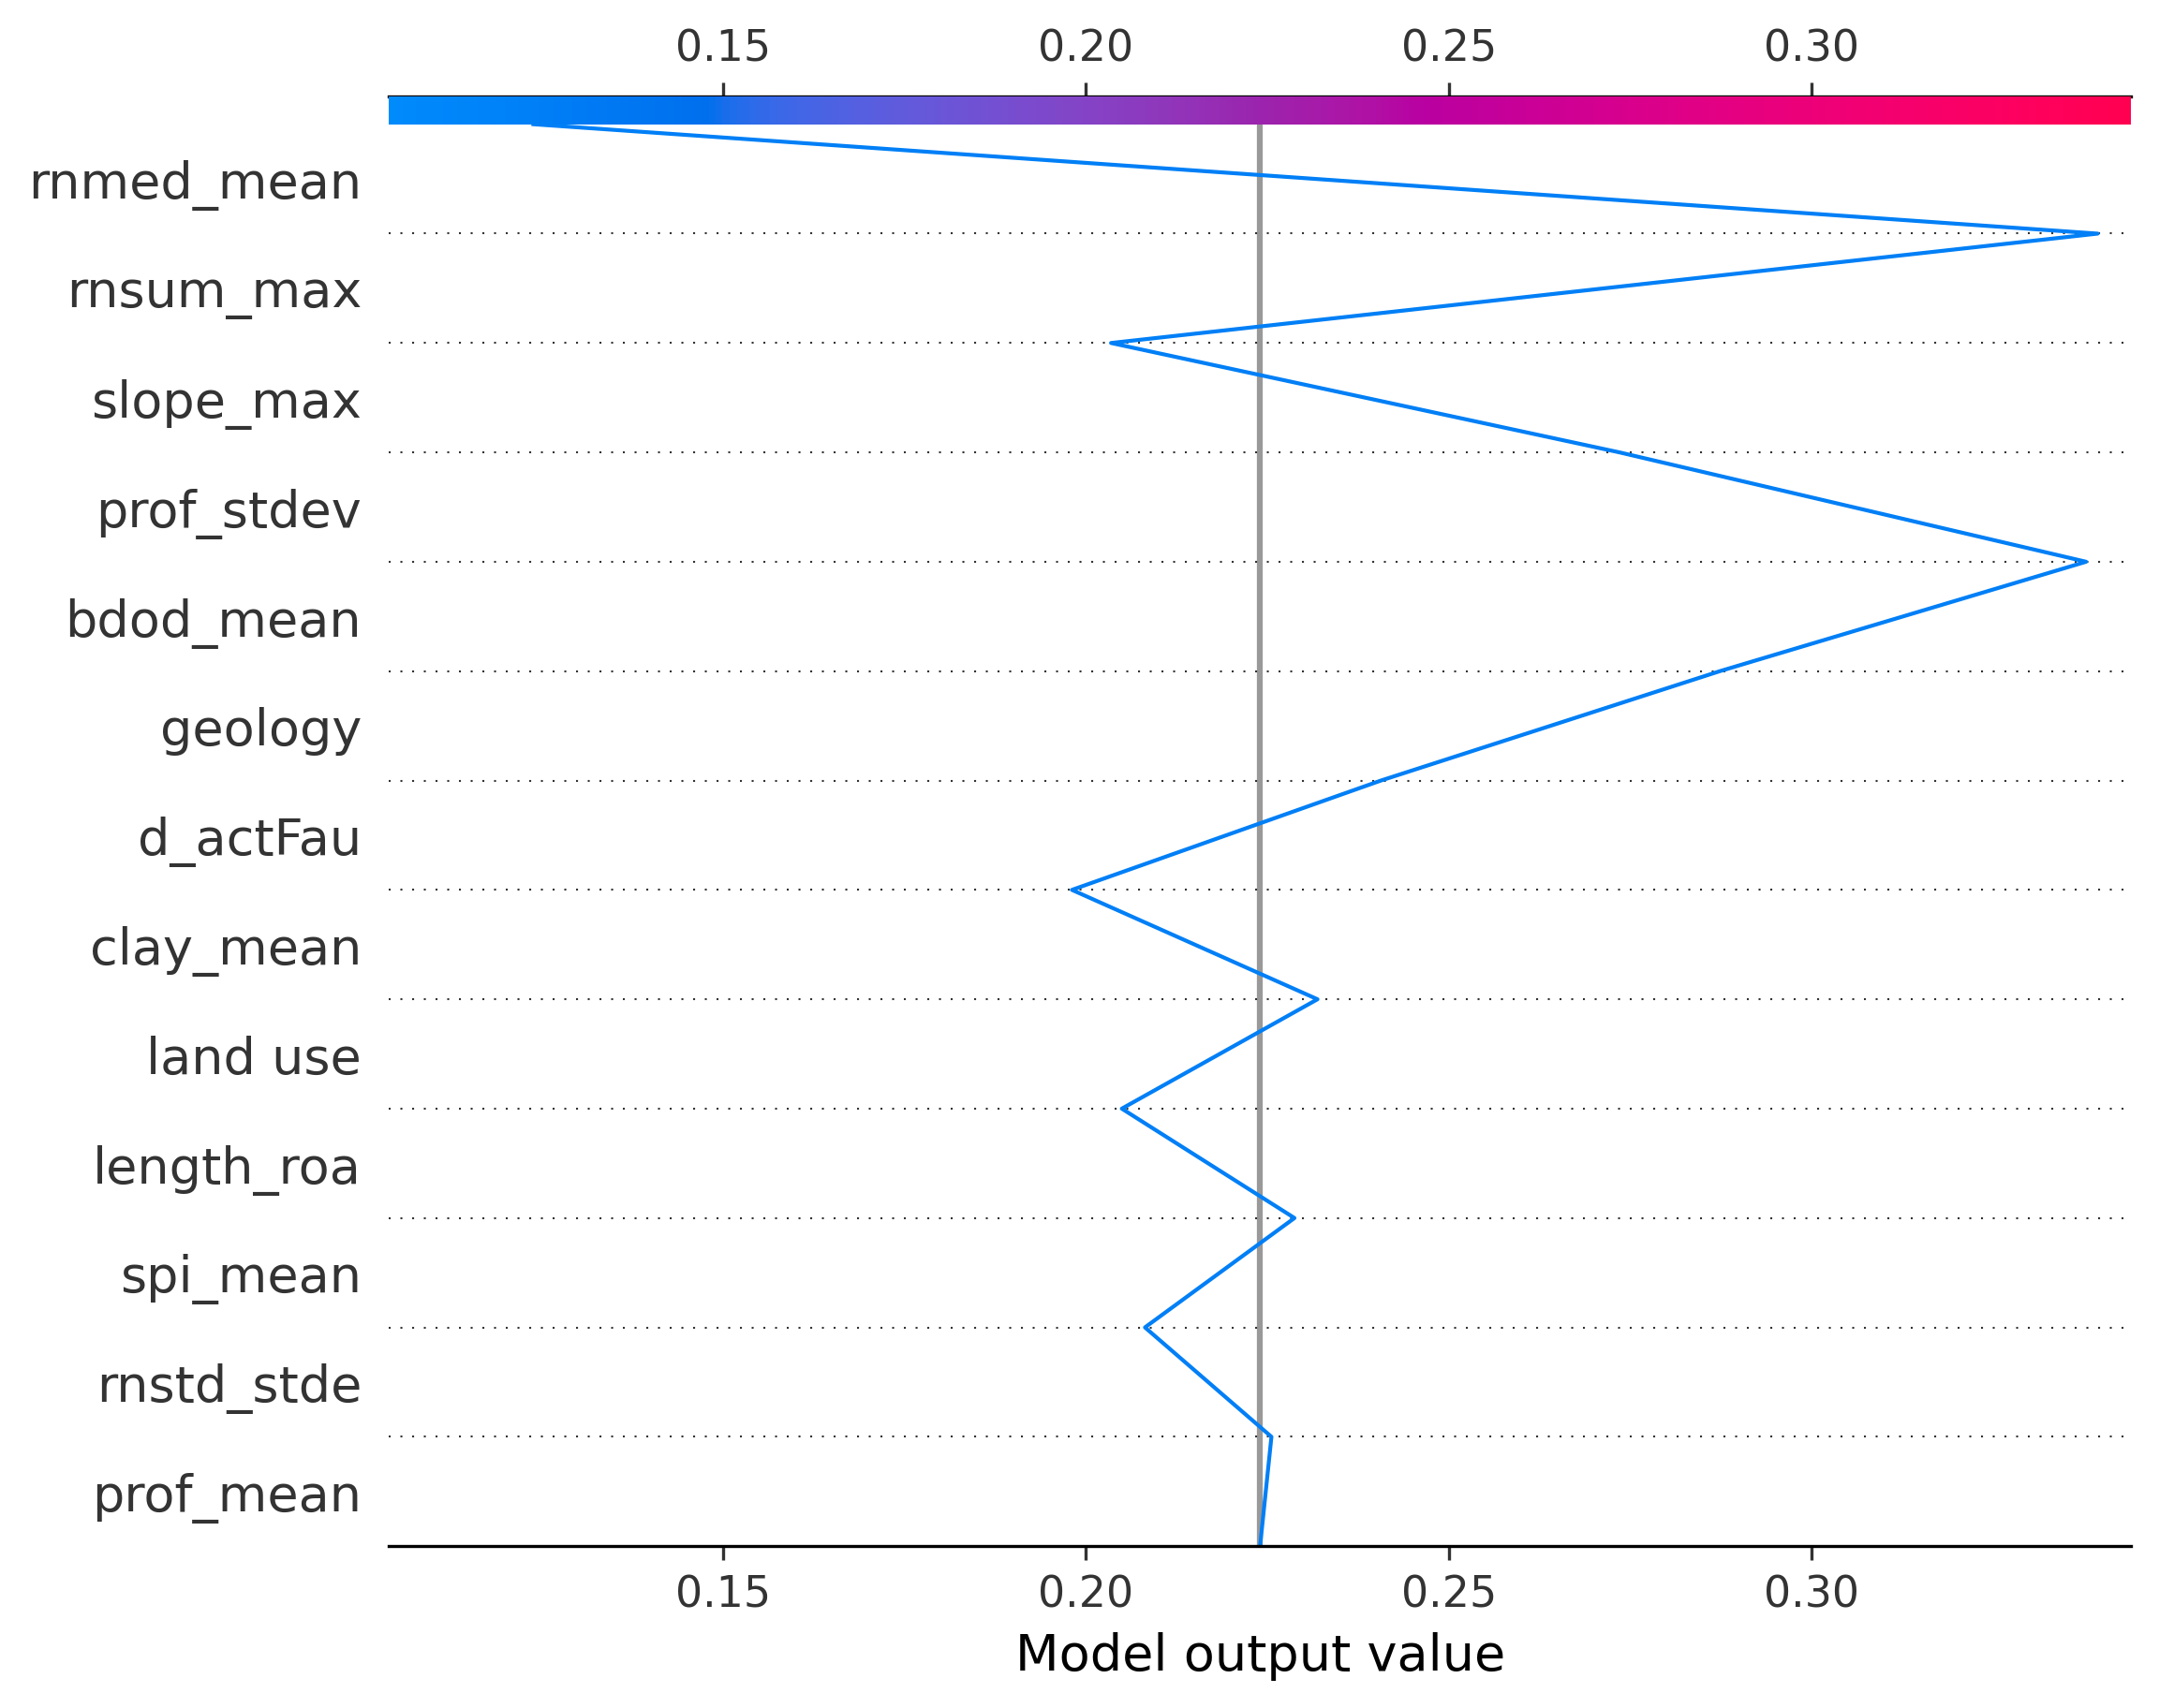 0.15 0.20 0.25 0.30
rnmed_mean
rnsum_max
slope_max
prof_stdev
bdod_mean
geology
d_actFau
clay_mean
land use
length_roa
spi_mean
rnstd_stde
prof_mean
0.15 0.20 0.25 0.30
Model output value